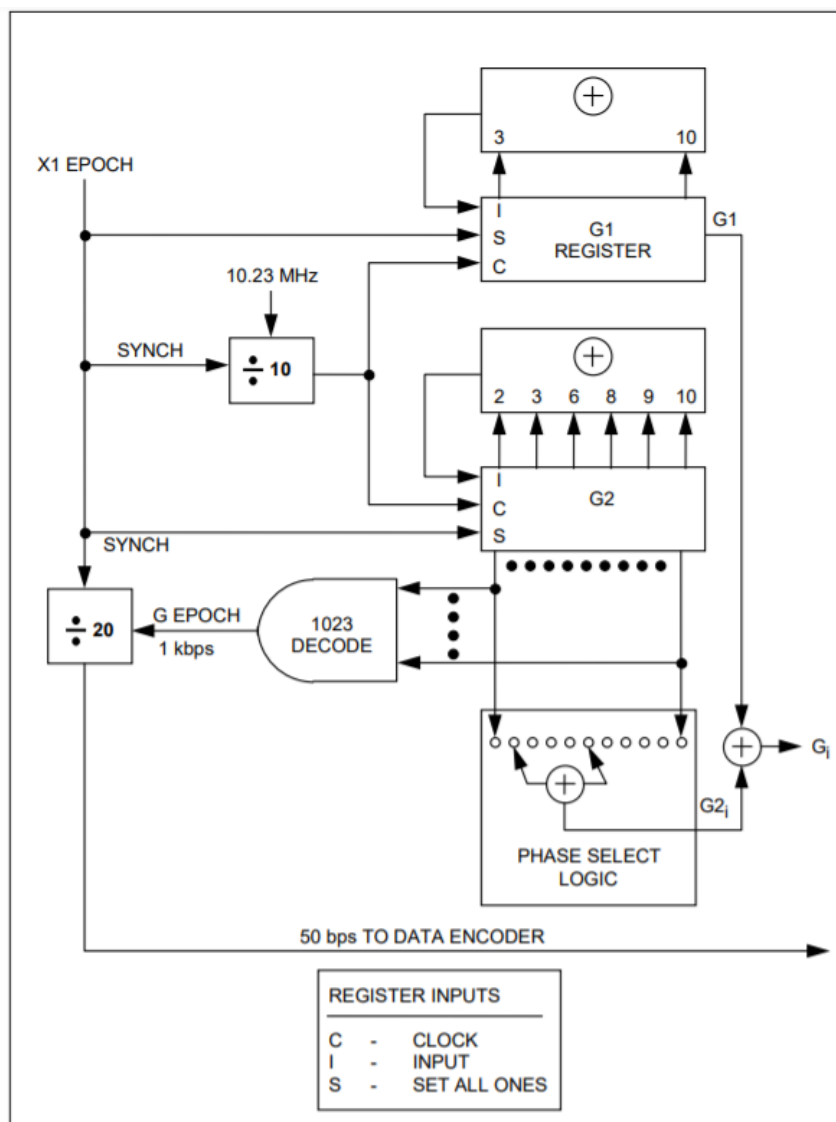 3 10
X1 EPOCH
I
S
C
G1
REGISTER
G1
10.23 MHz
SYNCH
÷ 10
2 3 6 8 9 10
I
C
S
G2
SYNCH
÷ 20
G EPOCH
1 kbps
1023
DECODE
Gi
G2i
PHASE SELECT
LOGIC
50 bps TO DATA ENCODER
REGISTER INPUTS
C - CLOCK
I - INPUT
S - SET ALL ONES